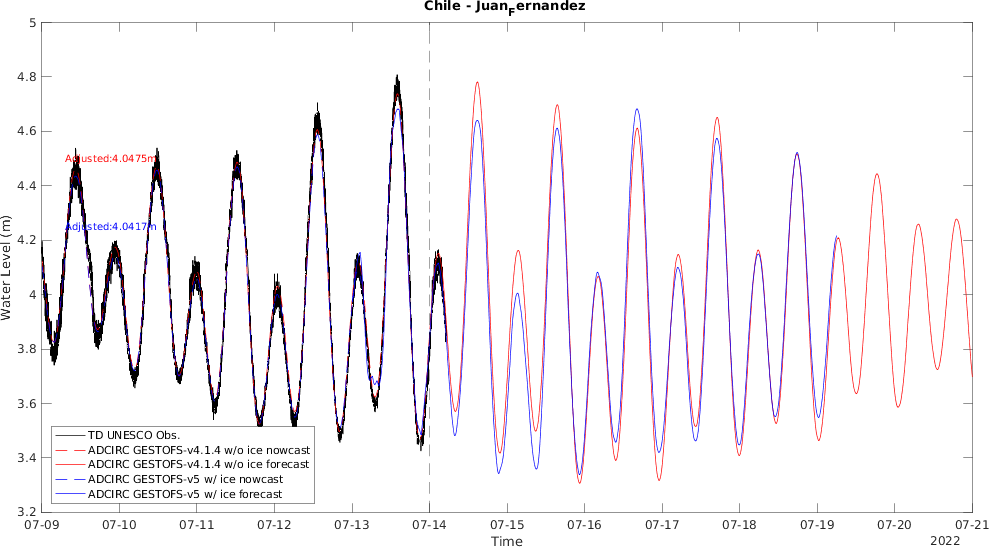 Chile - JuanFernandez
5
4.8
4.6
4.4
4.2
4
3.8
3.6
3.4
3.2
Water Level (m)
Adjusted:4.0475m
Adjusted:4.0417m
TD UNESCO Obs.
ADCIRC GESTOFS-v4.1.4 w/o ice nowcast
ADCIRC GESTOFS-v4.1.4 w/o ice forecast
ADCIRC GESTOFS-v5 w/ ice nowcast
ADCIRC GESTOFS-v5 w/ ice forecast
07-09 07-10 07-11 07-12 07-13 07-14 07-15 07-16 07-17 07-18 07-19 07-20 07-21
Time
2022